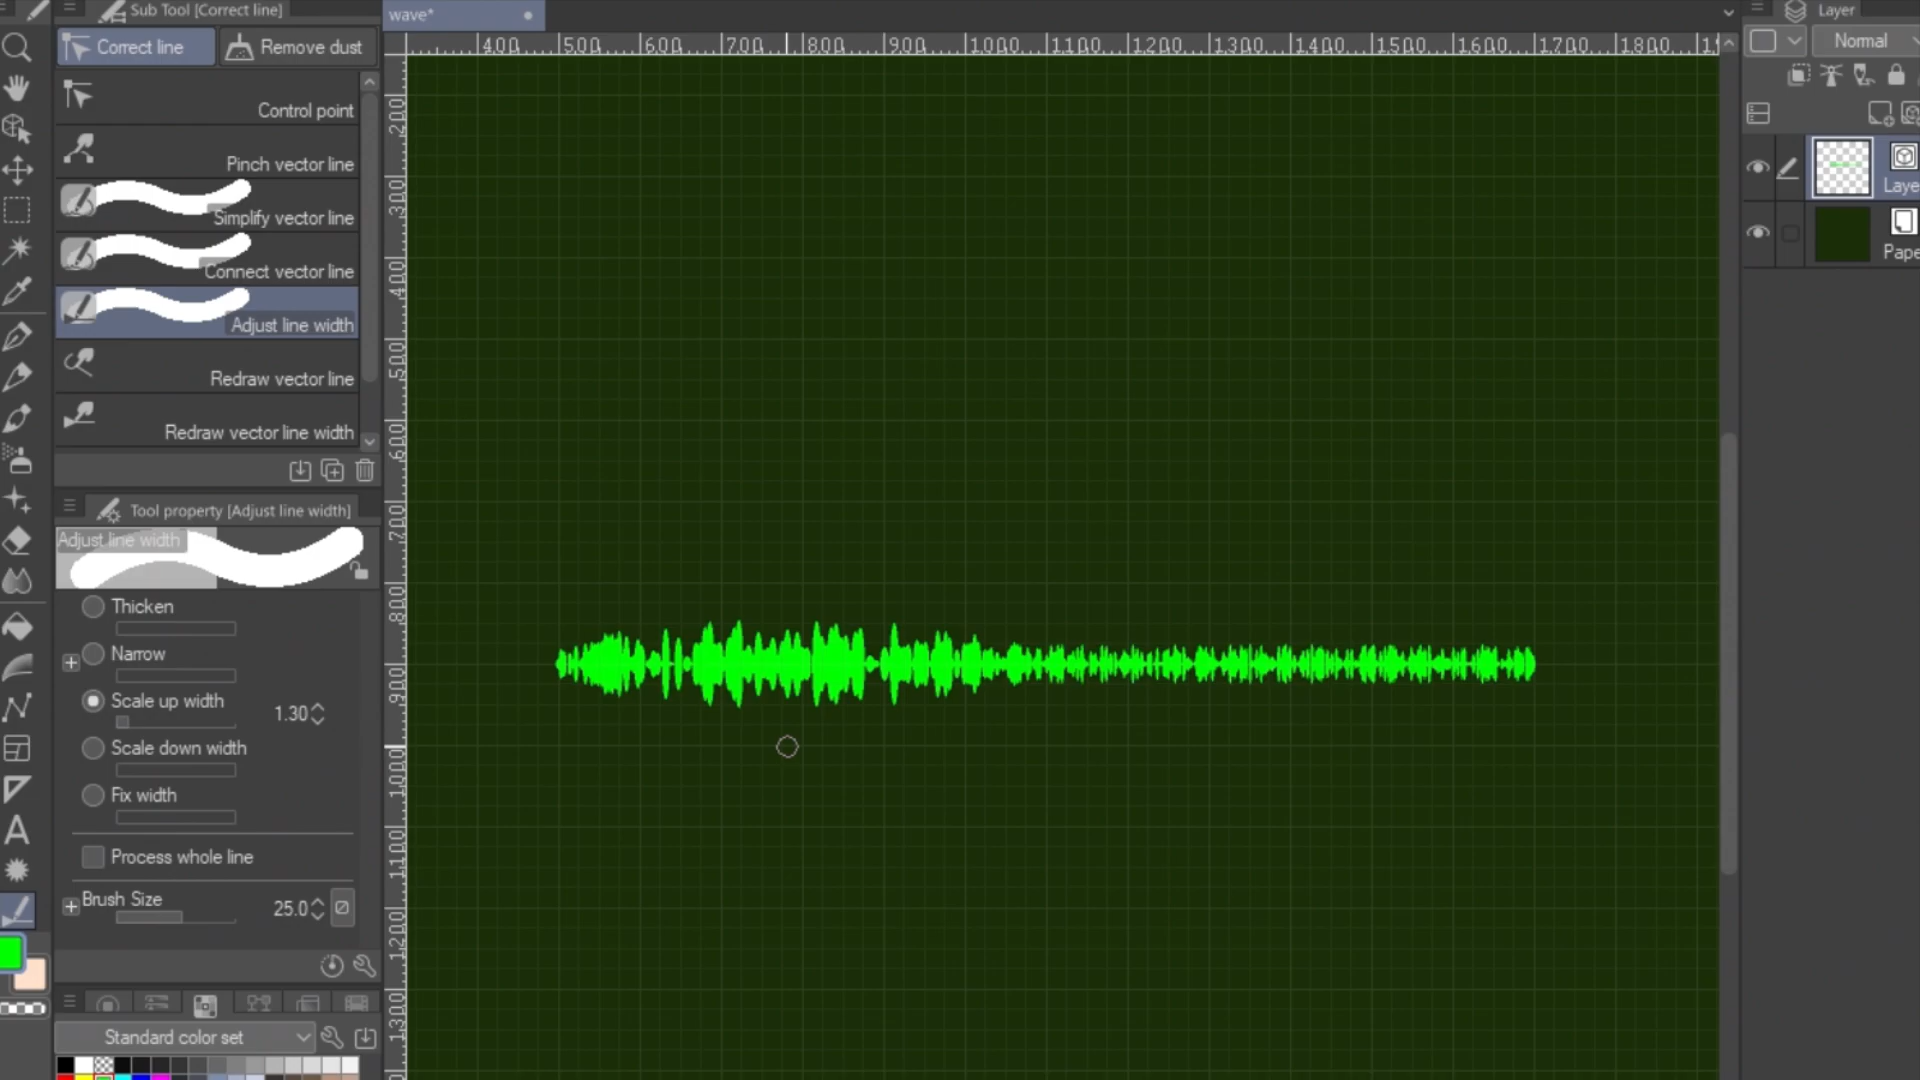 Sub Tool [Correct line]
wave*
Layer
Correct line
Remove dust
Normal
400 500 600 700 800 900 1000 1100 1200 1300 1400 1500 1600 1700 1800
Control point
Pinch vector line
Simplify vector line
Connect vector line
Adjust line width
Redraw vector line
Redraw vector line width
Laye
Pape
Tool property [Adjust line width]
Adjust line width
Thicken
Narrow
Scale up width
1.30
Scale down width
Fix width
Process whole line
Brush Size
25.0
Standard color set
200
300
400
500
600
700
800
900
1000
1100
1200
1300
A